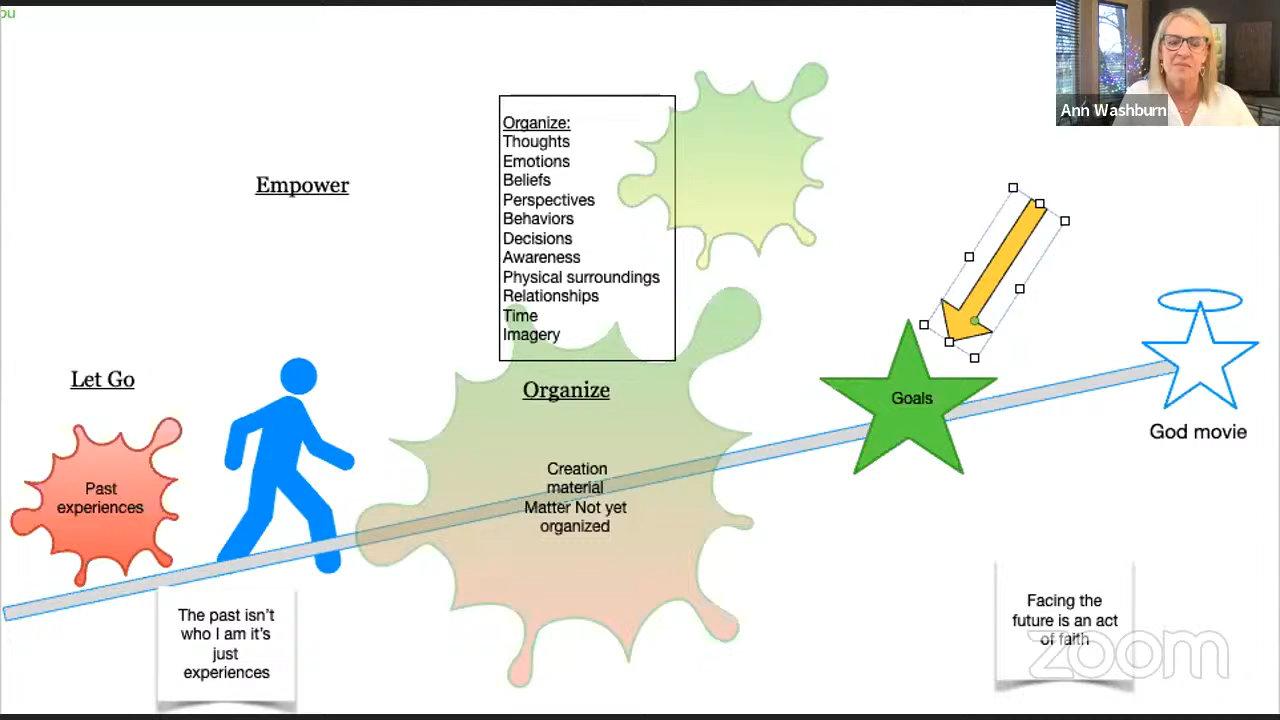 ou
Ann Washburn
Organize:
Thoughts
Emotions
Beliefs
Perspectives
Behaviors
Decisions
Awareness
Physical surroundings
Relationships
Time
Imagery
Empower
Let Go
Organize
Goals
God movie
Past
experiences
Creation
material
Matter Not yet
organized
The past isn't
who I am it's
just
experiences
Facing the
future is an act
of faith
zoom